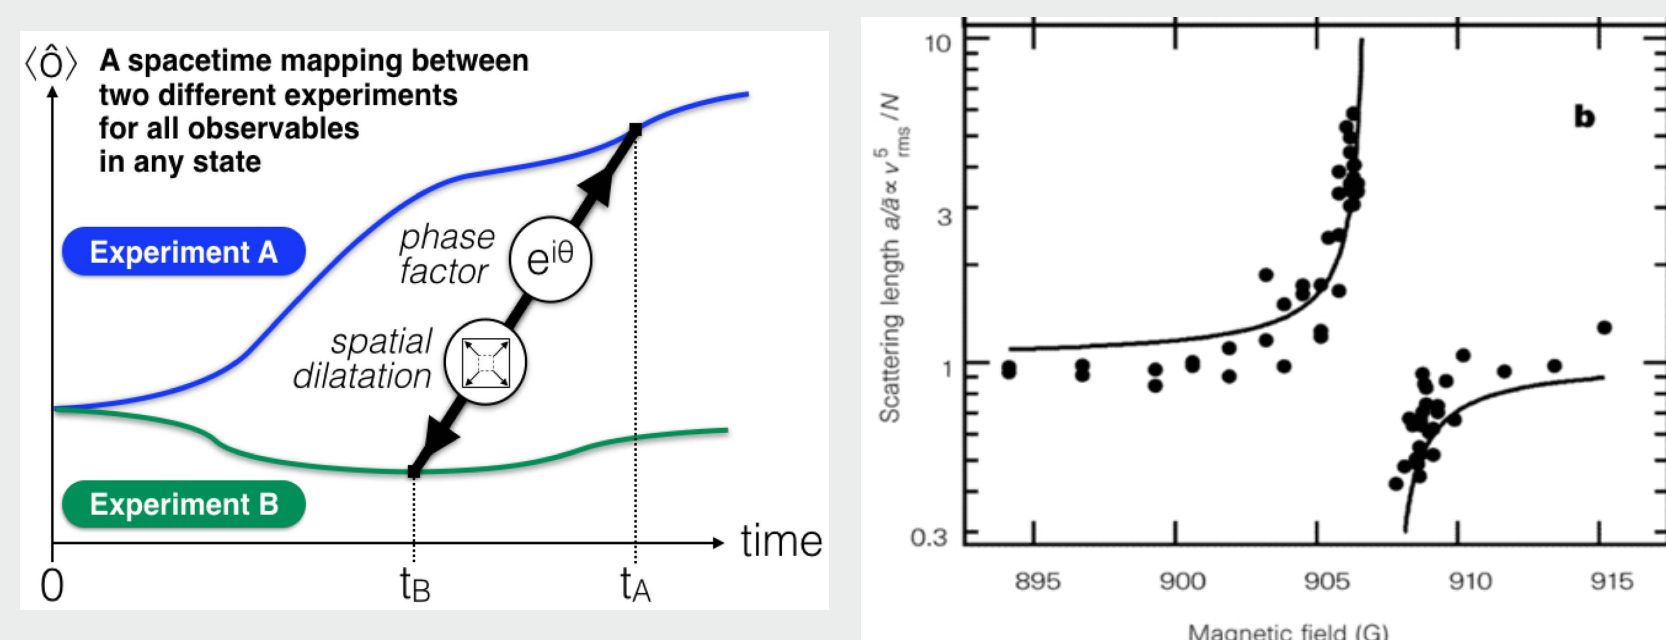 ⟨ô⟩
A spacetime mapping between
two different experiments
for all observables
in any state
Experiment A
phase
factor
e^iθ
spatial
dilatation
Experiment B
time
0
t_B
t_A
Scattering length a/ã ∝ v^5_rms /N
10
3
1
0.3
b
895
900
905
910
915
Magnetic field (G)